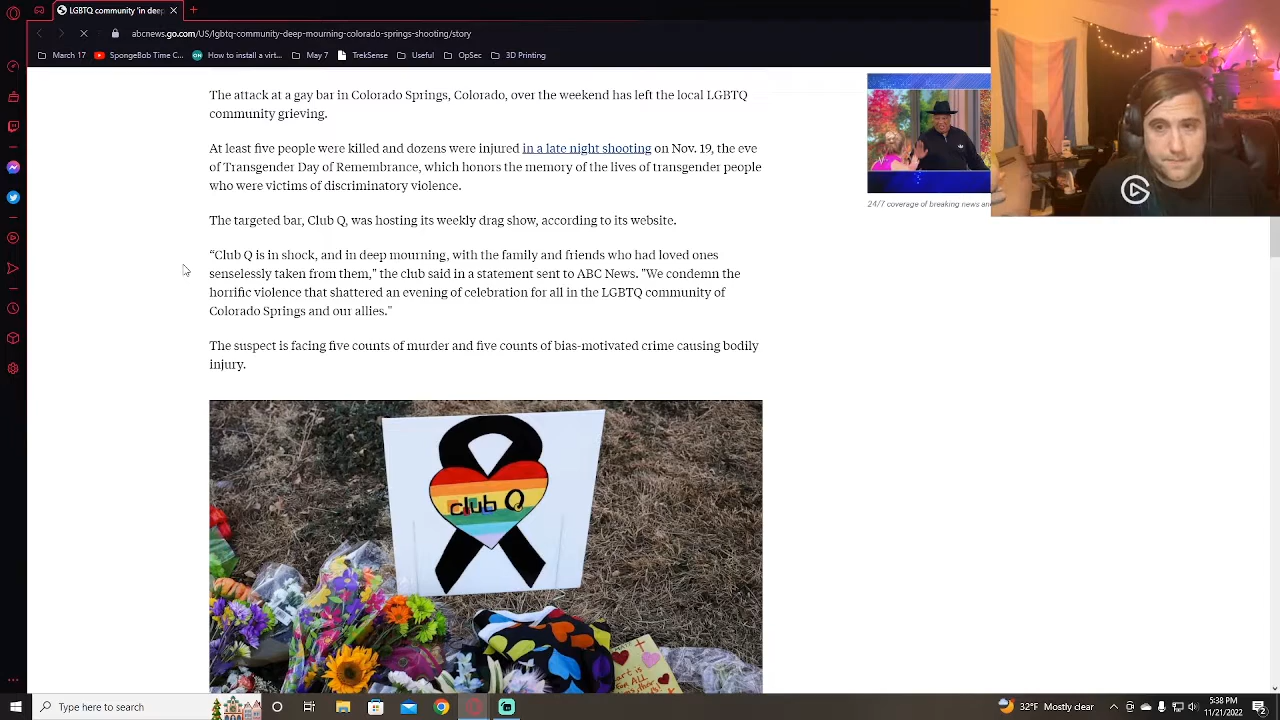 LGBTQ community 'in deep
abcnews.go.com/US/lgbtq-community-deep-mourning-colorado-springs-shooting/story
March 17
SpongeBob Time C...
How to install a virt...
May 7
TrekSense
Useful
OpSec
3D Printing
The attack at a gay bar in Colorado Springs, Colorado, over the weekend has left the local LGBTQ
community grieving.
At least five people were killed and dozens were injured in a late night shooting on Nov. 19, the eve
of Transgender Day of Remembrance, which honors the memory of the lives of transgender people
who were victims of discriminatory violence.
The targeted bar, Club Q, was hosting its weekly drag show, according to its website.
“Club Q is in shock, and in deep mourning, with the family and friends who had loved ones
senselessly taken from them," the club said in a statement sent to ABC News. "We condemn the
horrific violence that shattered an evening of celebration for all in the LGBTQ community of
Colorado Springs and our allies."
The suspect is facing five counts of murder and five counts of bias-motivated crime causing bodily
injury.
24/7 coverage of breaking news and
club Q
Type here to search
32°F Mostly clear
5:38 PM
11/21/2022
2